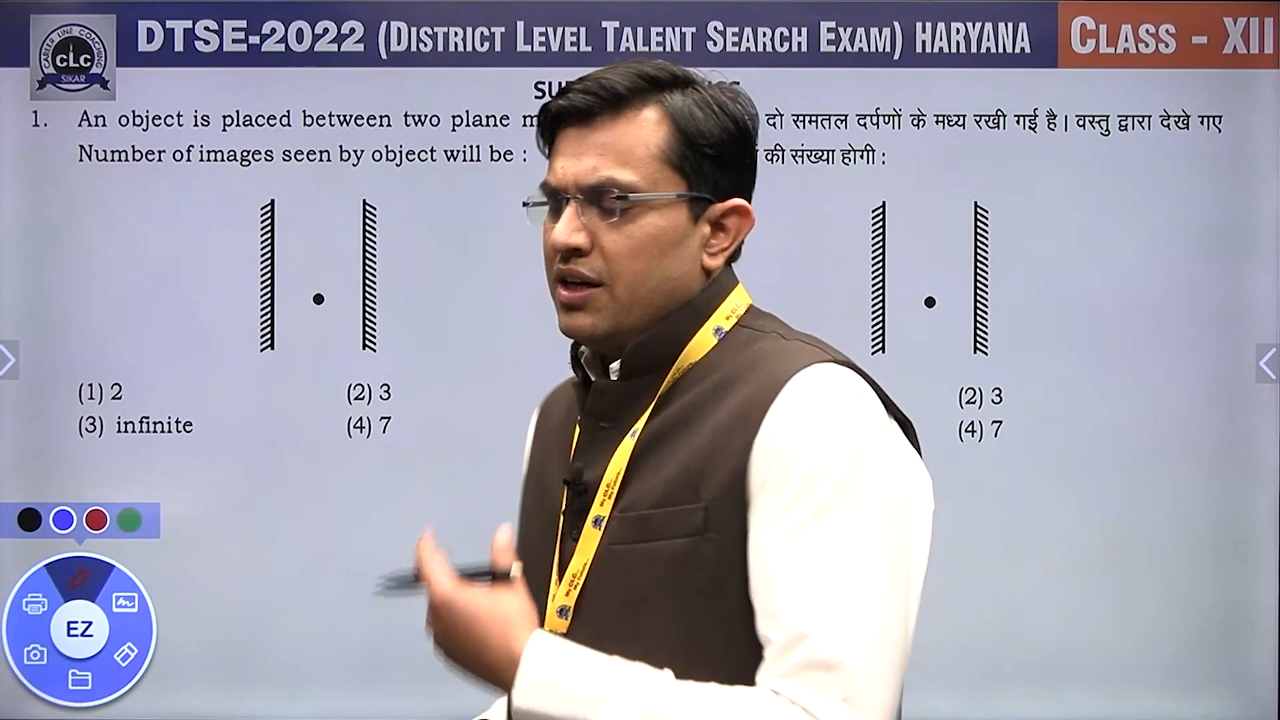 CAREER LINE COACHING
CLC
SIKAR
DTSE-2022 (DISTRICT LEVEL TALENT SEARCH EXAM) HARYANA
CLASS - XII
1. An object is placed between two plane
Number of images seen by object will be :
(1) 2 (2) 3
(3) infinite (4) 7
दो समतल दर्पणों के मध्य रखी गई है। वस्तु द्वारा देखे गए
की संख्या होगी :
(2) 3
(4) 7
EZ